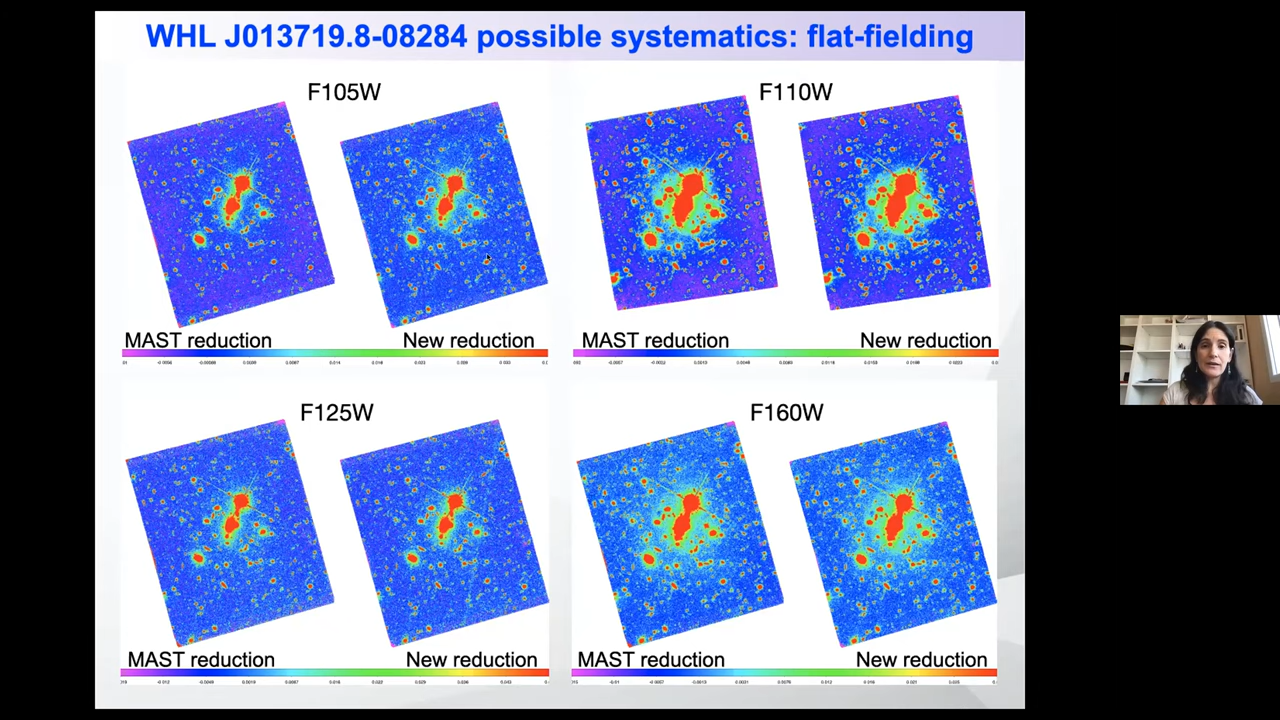 WHL J013719.8-08284 possible systematics: flat-fielding
F105W
F110W
MAST reduction
New reduction
MAST reduction
New reduction
F125W
F160W
MAST reduction
New reduction
MAST reduction
New reduction